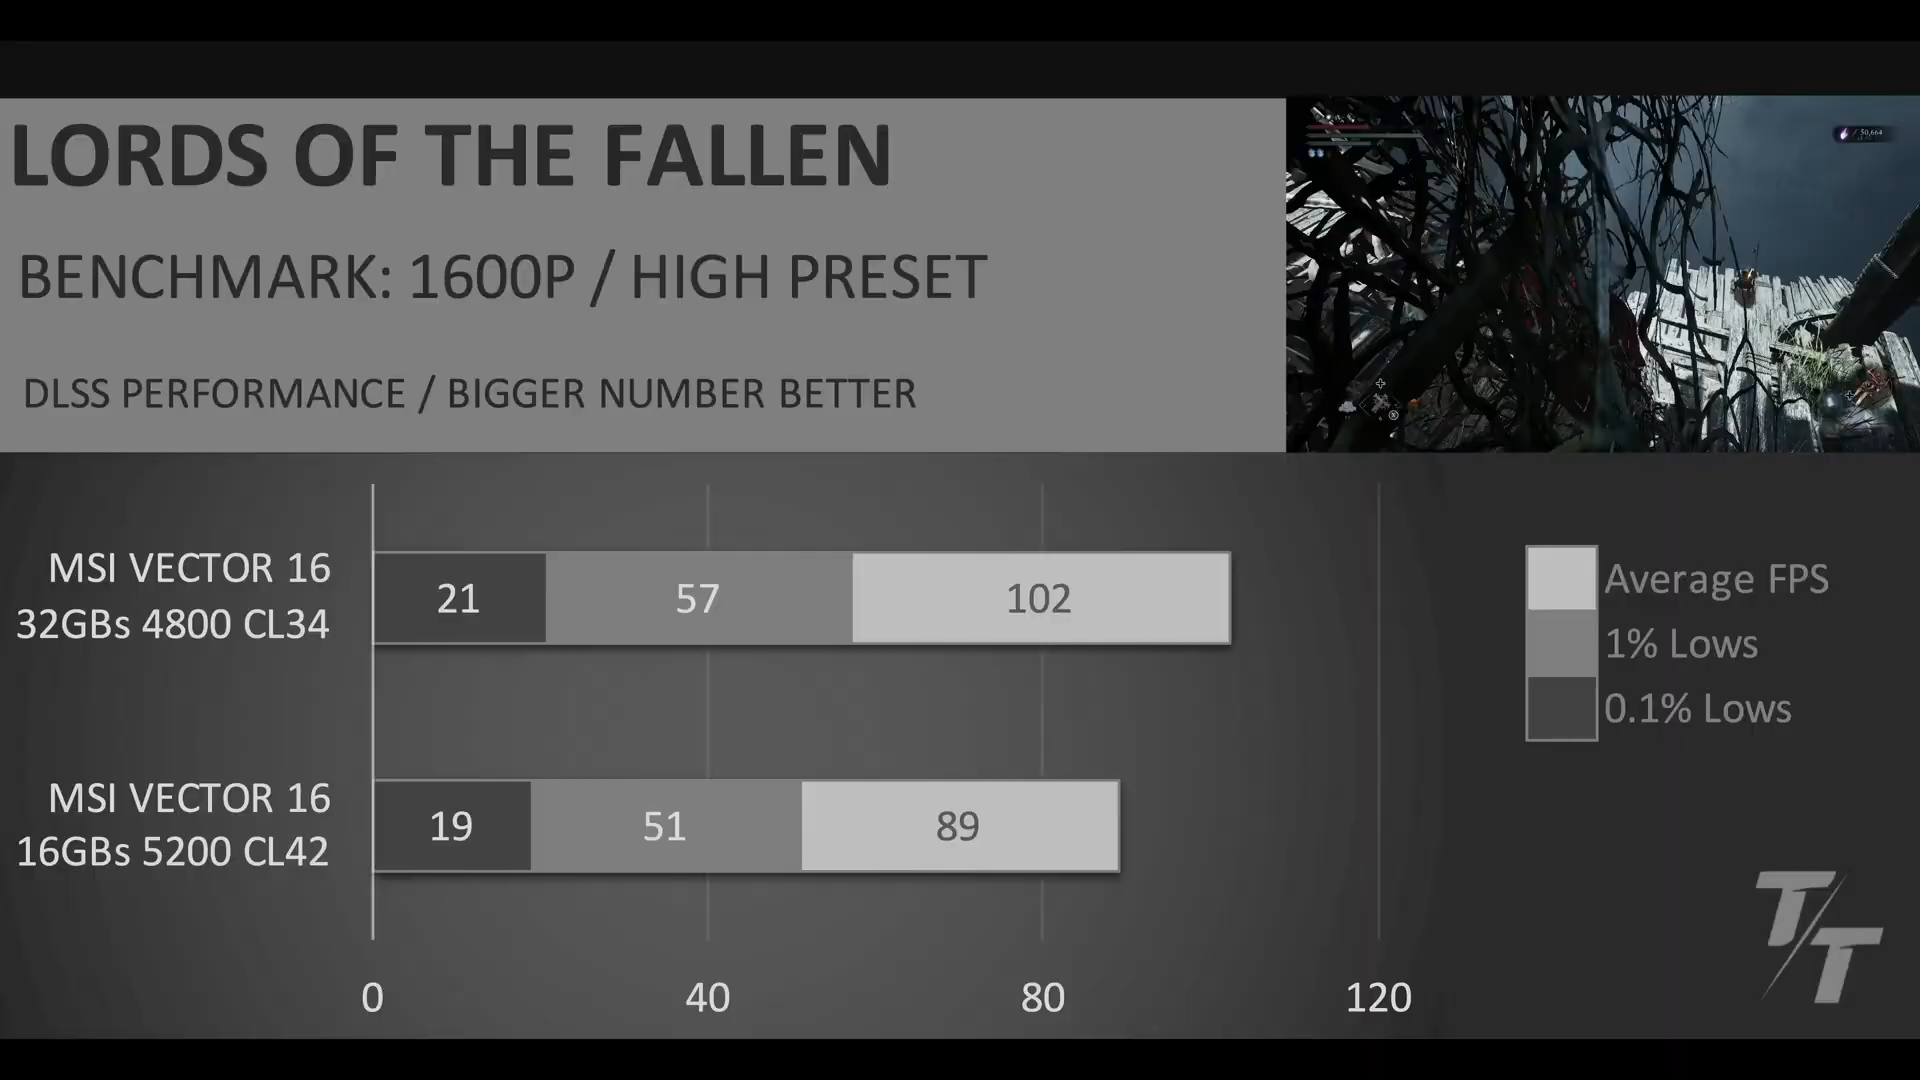 LORDS OF THE FALLEN
50,664
BENCHMARK: 1600P / HIGH PRESET
DLSS PERFORMANCE / BIGGER NUMBER BETTER
MSI VECTOR 16
32GBs 4800 CL34
21
57
102
Average FPS
1% Lows
0.1% Lows
MSI VECTOR 16
16GBs 5200 CL42
19
51
89
T/T
0
40
80
120